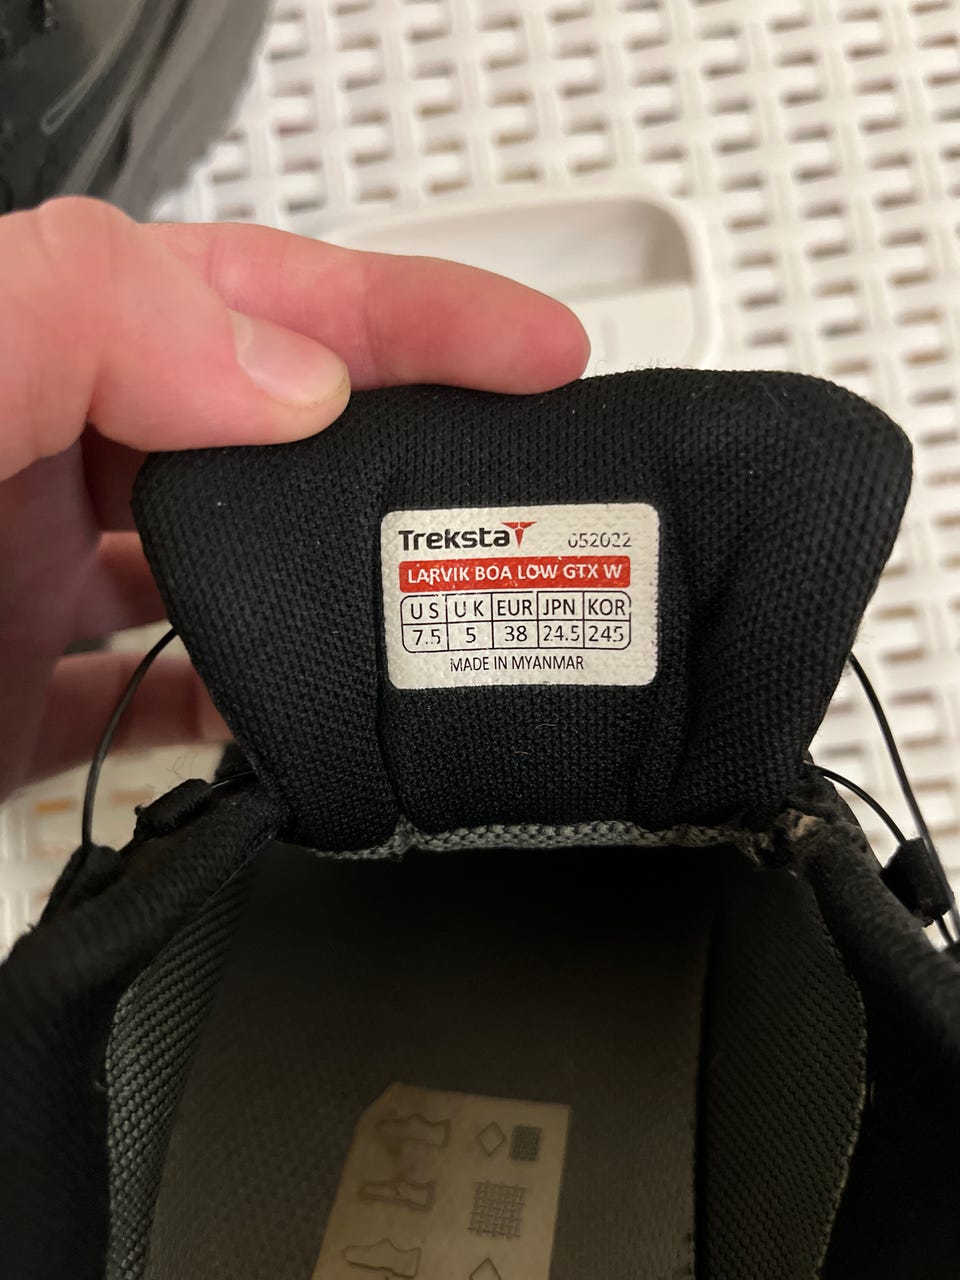 Treksta 052022
LARVIK BOA LOW GTX W
US UK EUR JPN KOR
7.5 5 38 24.5 245
MADE IN MYANMAR